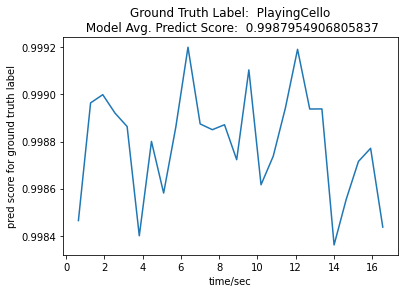 Ground Truth Label:  PlayingCello
Model Avg. Predict Score:  0.9987954906805837
pred score for ground truth label
0.9992
0.9990
0.9988
0.9986
0.9984
0 2 4 6 8 10 12 14 16
time/sec